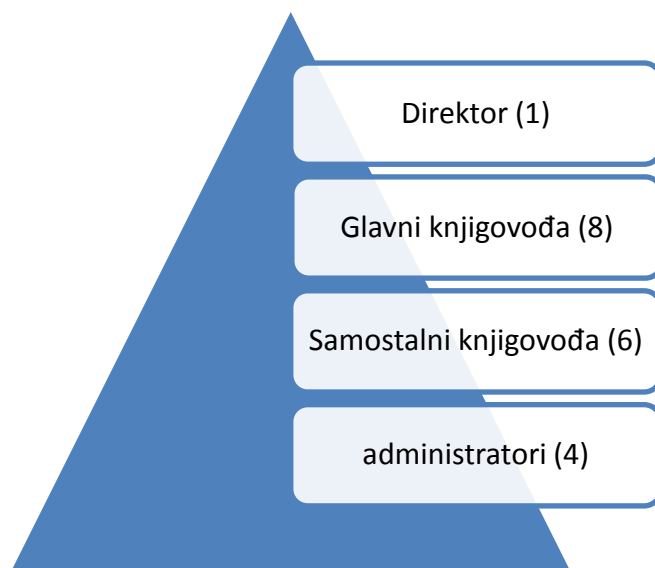 Direktor (1)
Glavni knjigovođa (8)
Samostalni knjigovođa (6)
administratori (4)